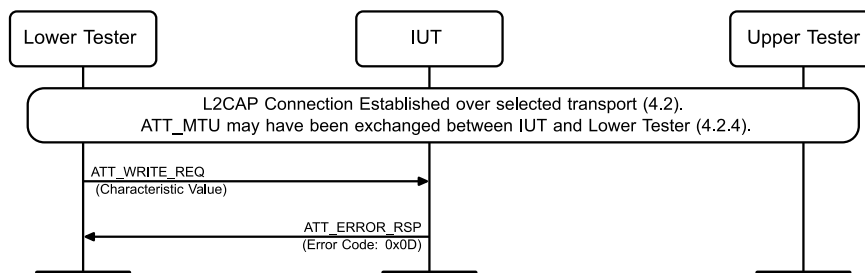 Lower Tester
IUT
Upper Tester
L2CAP Connection Established over selected transport (4.2).
ATT_MTU may have been exchanged between IUT and Lower Tester (4.2.4).
ATT_WRITE_REQ
(Characteristic Value)
ATT_ERROR_RSP
(Error Code: 0x0D)